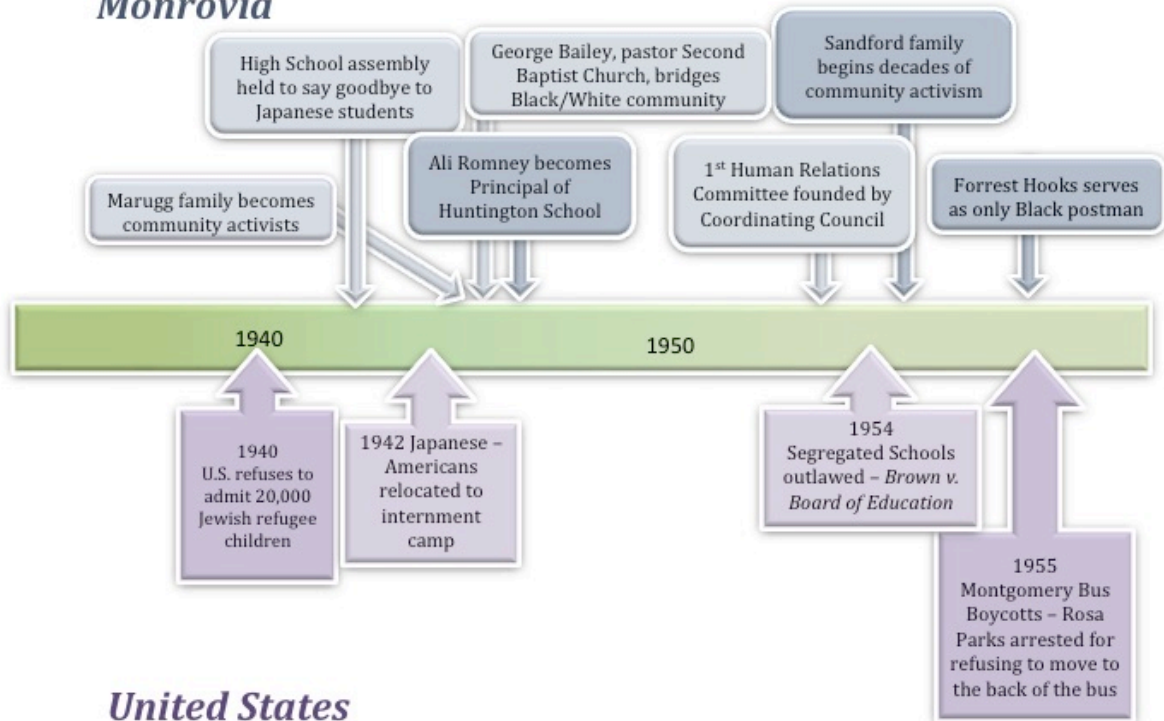 Monrovia
High School assembly
held to say goodbye to
Japanese students
George Bailey, pastor Second
Baptist Church, bridges
Black/White community
Sandford family
begins decades of
community activism
Marugg family becomes
community activists
Ali Romney becomes
Principal of
Huntington School
1st Human Relations
Committee founded by
Coordinating Council
Forrest Hooks serves
as only Black postman
1940
1950
1940
U.S. refuses to
admit 20,000
Jewish refugee
children
1942 Japanese –
Americans
relocated to
internment
camp
1954
Segregated Schools
outlawed – Brown v.
Board of Education
1955
Montgomery Bus
Boycotts – Rosa
Parks arrested for
refusing to move to
the back of the bus
United States